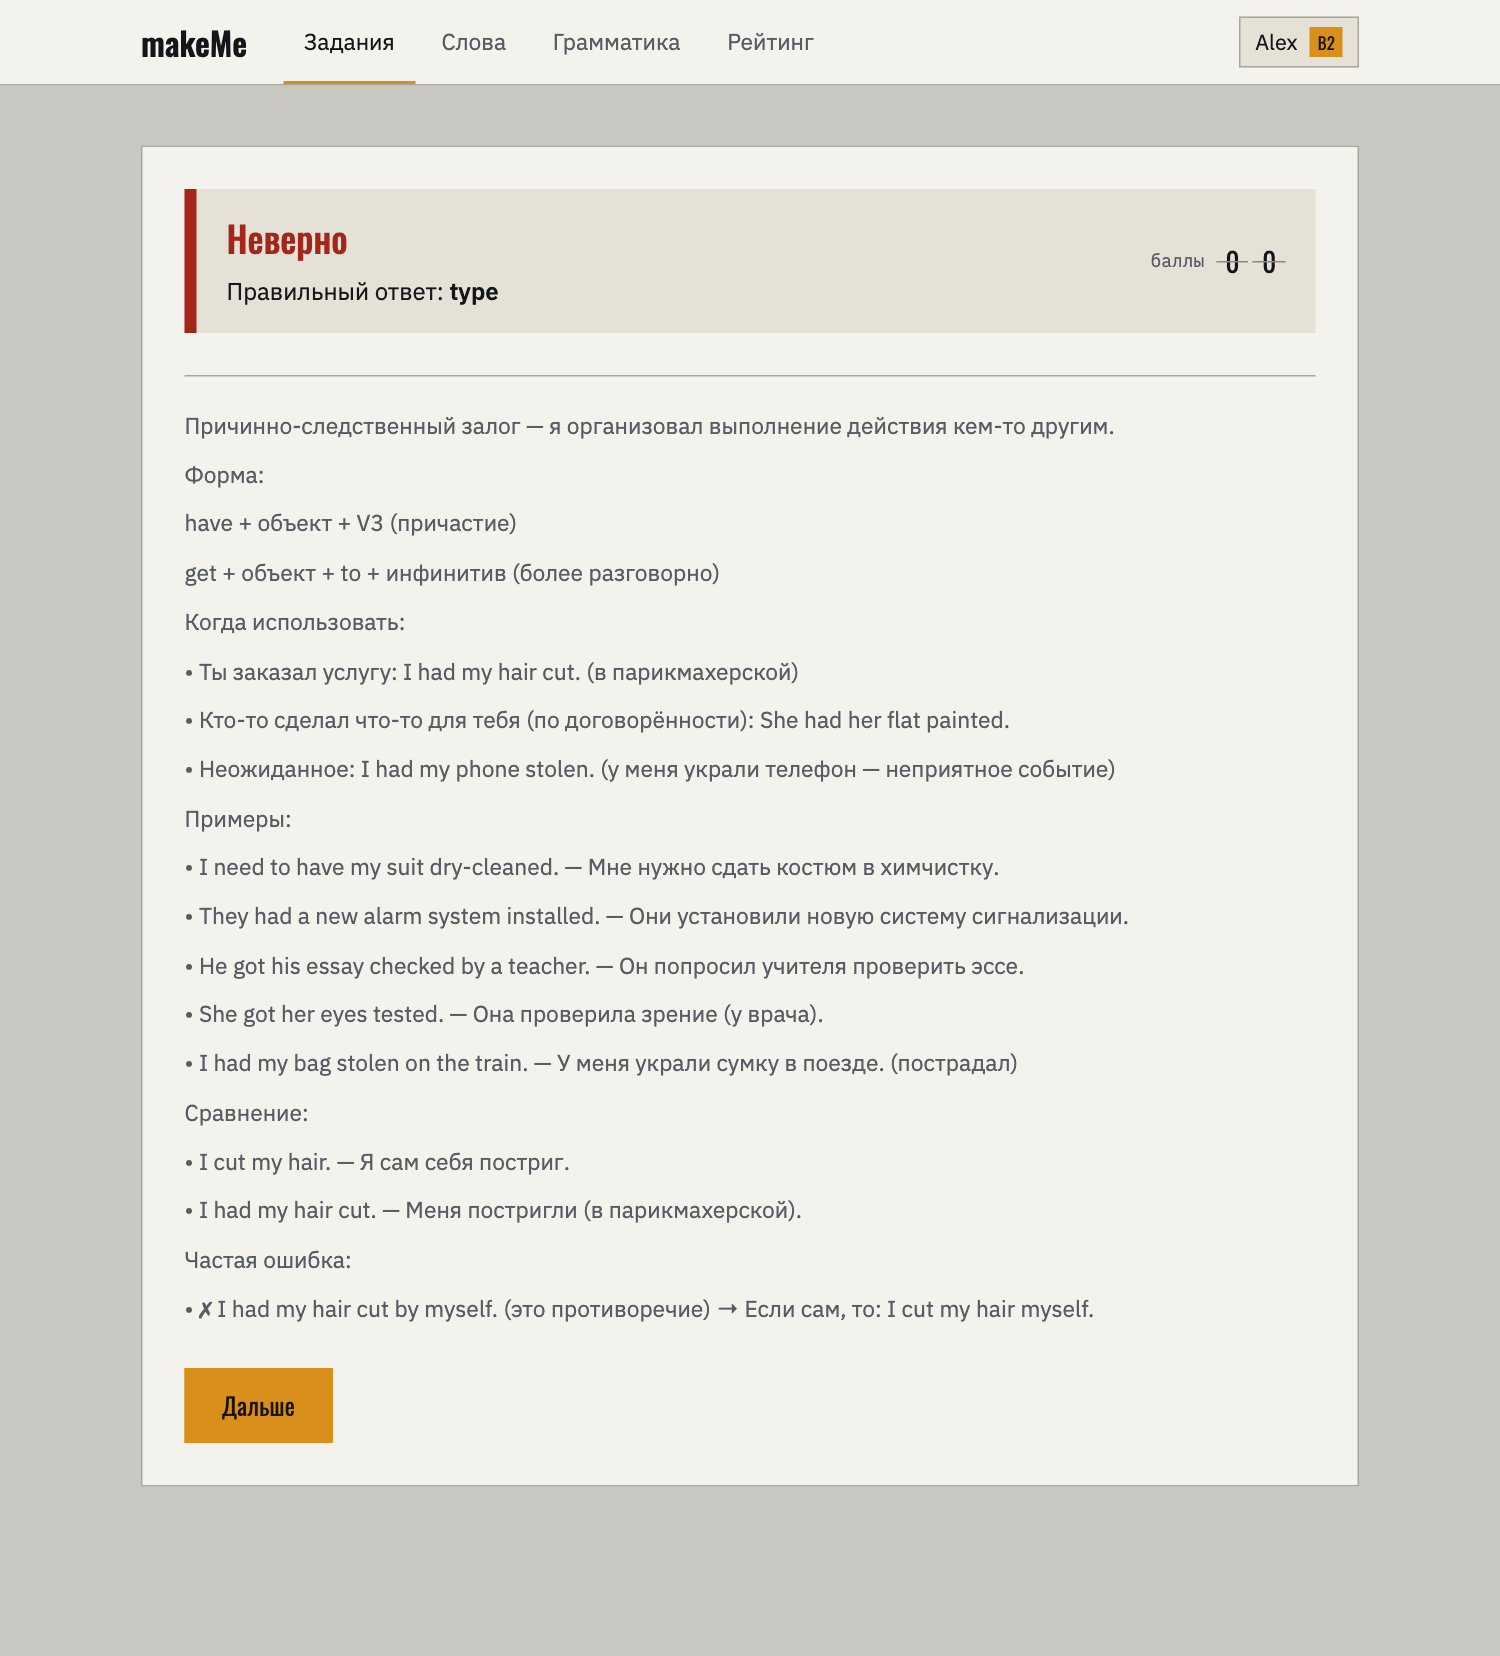 makeMe Задания Слова Грамматика Рейтинг Alex B2
Неверно
Правильный ответ: type
баллы 0 0
Причинно-следственный залог — я организовал выполнение действия кем-то другим.
Форма:
have + объект + V3 (причастие)
get + объект + to + инфинитив (более разговорно)
Когда использовать:
• Ты заказал услугу: I had my hair cut. (в парикмахерской)
• Кто-то сделал что-то для тебя (по договорённости): She had her flat painted.
• Неожиданное: I had my phone stolen. (у меня украли телефон — неприятное событие)
Примеры:
• I need to have my suit dry-cleaned. — Мне нужно сдать костюм в химчистку.
• They had a new alarm system installed. — Они установили новую систему сигнализации.
• He got his essay checked by a teacher. — Он попросил учителя проверить эссе.
• She got her eyes tested. — Она проверила зрение (у врача).
• I had my bag stolen on the train. — У меня украли сумку в поезде. (пострадал)
Сравнение:
• I cut my hair. — Я сам себя постриг.
• I had my hair cut. — Меня постригли (в парикмахерской).
Частая ошибка:
• ✗ I had my hair cut by myself. (это противоречие) → Если сам, то: I cut my hair myself.
Дальше